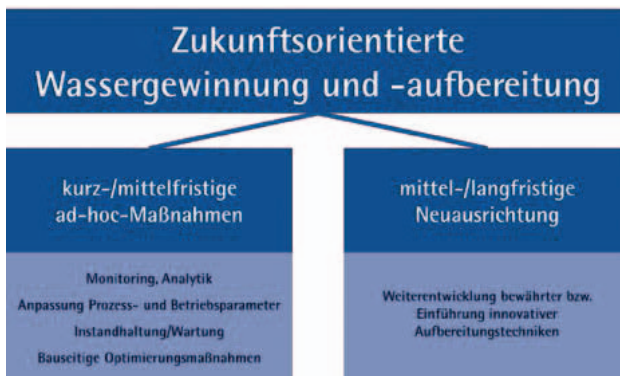 Zukunftsorientierte
Wassergewinnung und -aufbereitung
kurz-/mittelfristige
ad-hoc-Maßnahmen
Monitoring, Analytik
Anpassung Prozess- und Betriebsparameter
Instandhaltung/Wartung
Bauseitige Optimierungsmaßnahmen
mittel-/langfristige
Neuausrichtung
Weiterentwicklung bewährter bzw.
Einführung innovativer
Aufbereitungstechniken